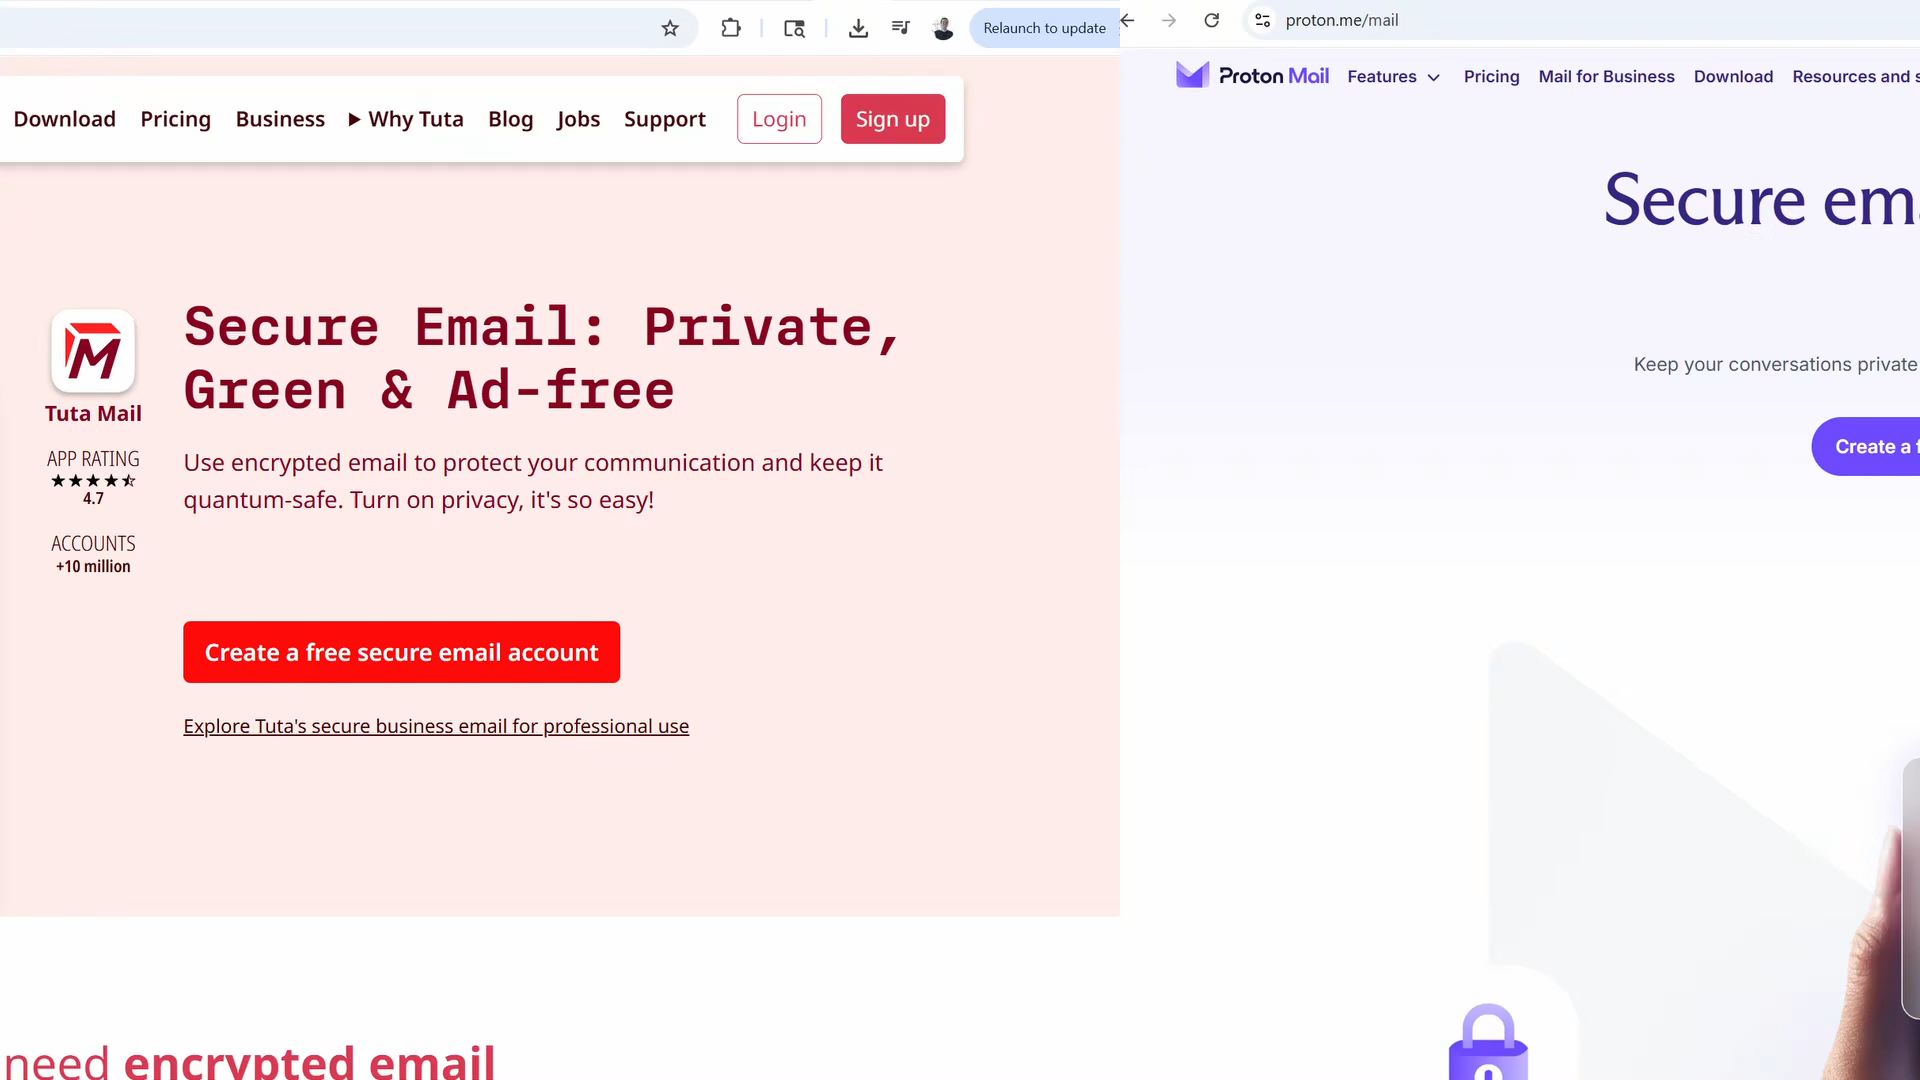 Relaunch to update
Download
Pricing
Business
Why Tuta
Blog
Jobs
Support
Login
Sign up
Tuta Mail
APP RATING
4.7
ACCOUNTS
+10 million
Secure Email: Private,
Green & Ad-free
Use encrypted email to protect your communication and keep it
quantum-safe. Turn on privacy, it's so easy!
Create a free secure email account
Explore Tuta's secure business email for professional use
need encrypted email
proton.me/mail
Proton Mail
Features
Pricing
Mail for Business
Download
Resources and
Secure
Keep your conversations private
Create a